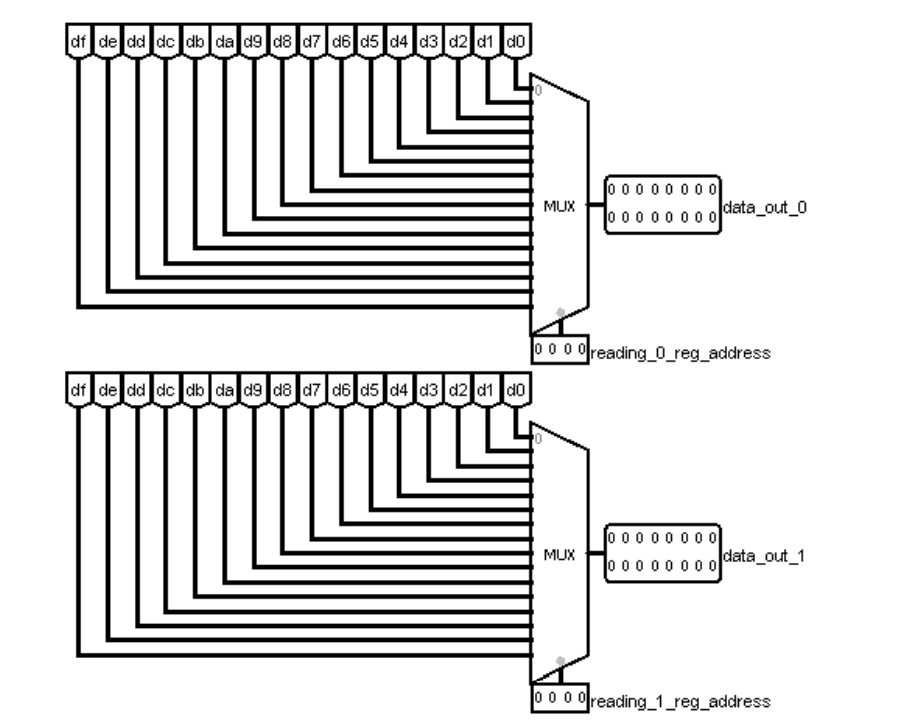 df de dd dc db da d9 d8 d7 d6 d5 d4 d3 d2 d1 d0
0
MUX
0 0 0 0 0 0 0 0
0 0 0 0 0 0 0 0
data_out_0
0 0 0 0
reading_0_reg_address
df de dd dc db da d9 d8 d7 d6 d5 d4 d3 d2 d1 d0
0
MUX
0 0 0 0 0 0 0 0
0 0 0 0 0 0 0 0
data_out_1
0 0 0 0
reading_1_reg_address